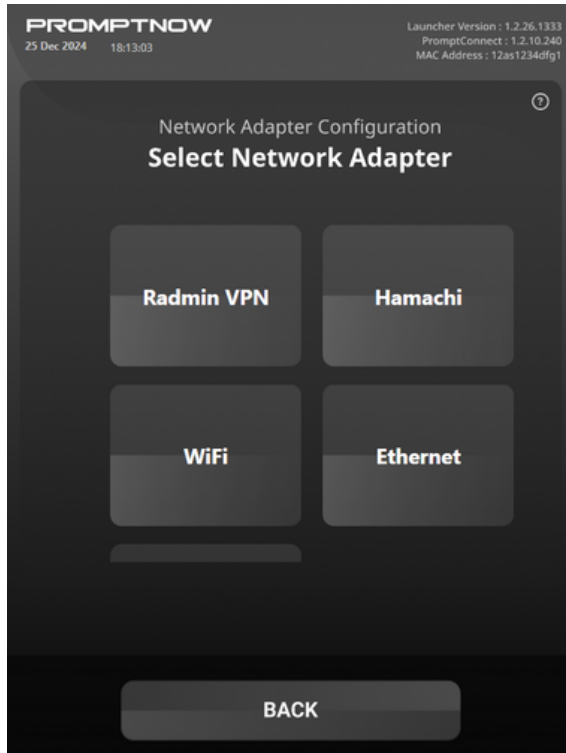 PROMPTNOW
25 Dec 2024 18:13:03
Launcher Version : 1.2.26.1333
PromptConnect : 1.2.10.240
MAC Address : 12as1234dfg1
?
Network Adapter Configuration
Select Network Adapter
Radmin VPN
Hamachi
WiFi
Ethernet
BACK